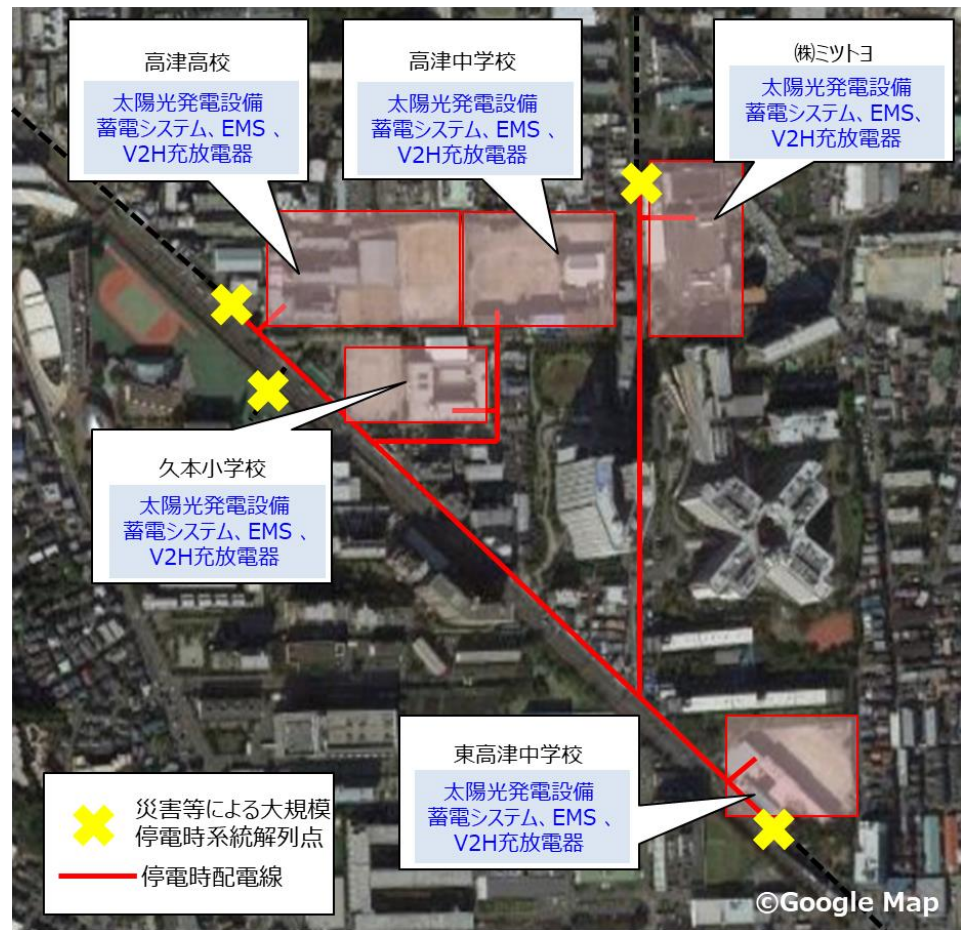 高津高校
太陽光発電設備
蓄電システム、EMS 、
V2H充放電器
高津中学校
太陽光発電設備
蓄電システム、EMS 、
V2H充放電器
㈱ミツトヨ
太陽光発電設備
蓄電システム、EMS、
V2H充放電器
久本小学校
太陽光発電設備
蓄電システム、EMS 、
V2H充放電器
東高津中学校
太陽光発電設備
蓄電システム、EMS 、
V2H充放電器
災害等による大規模
停電時系統解列点
停電時配電線
©Google Map